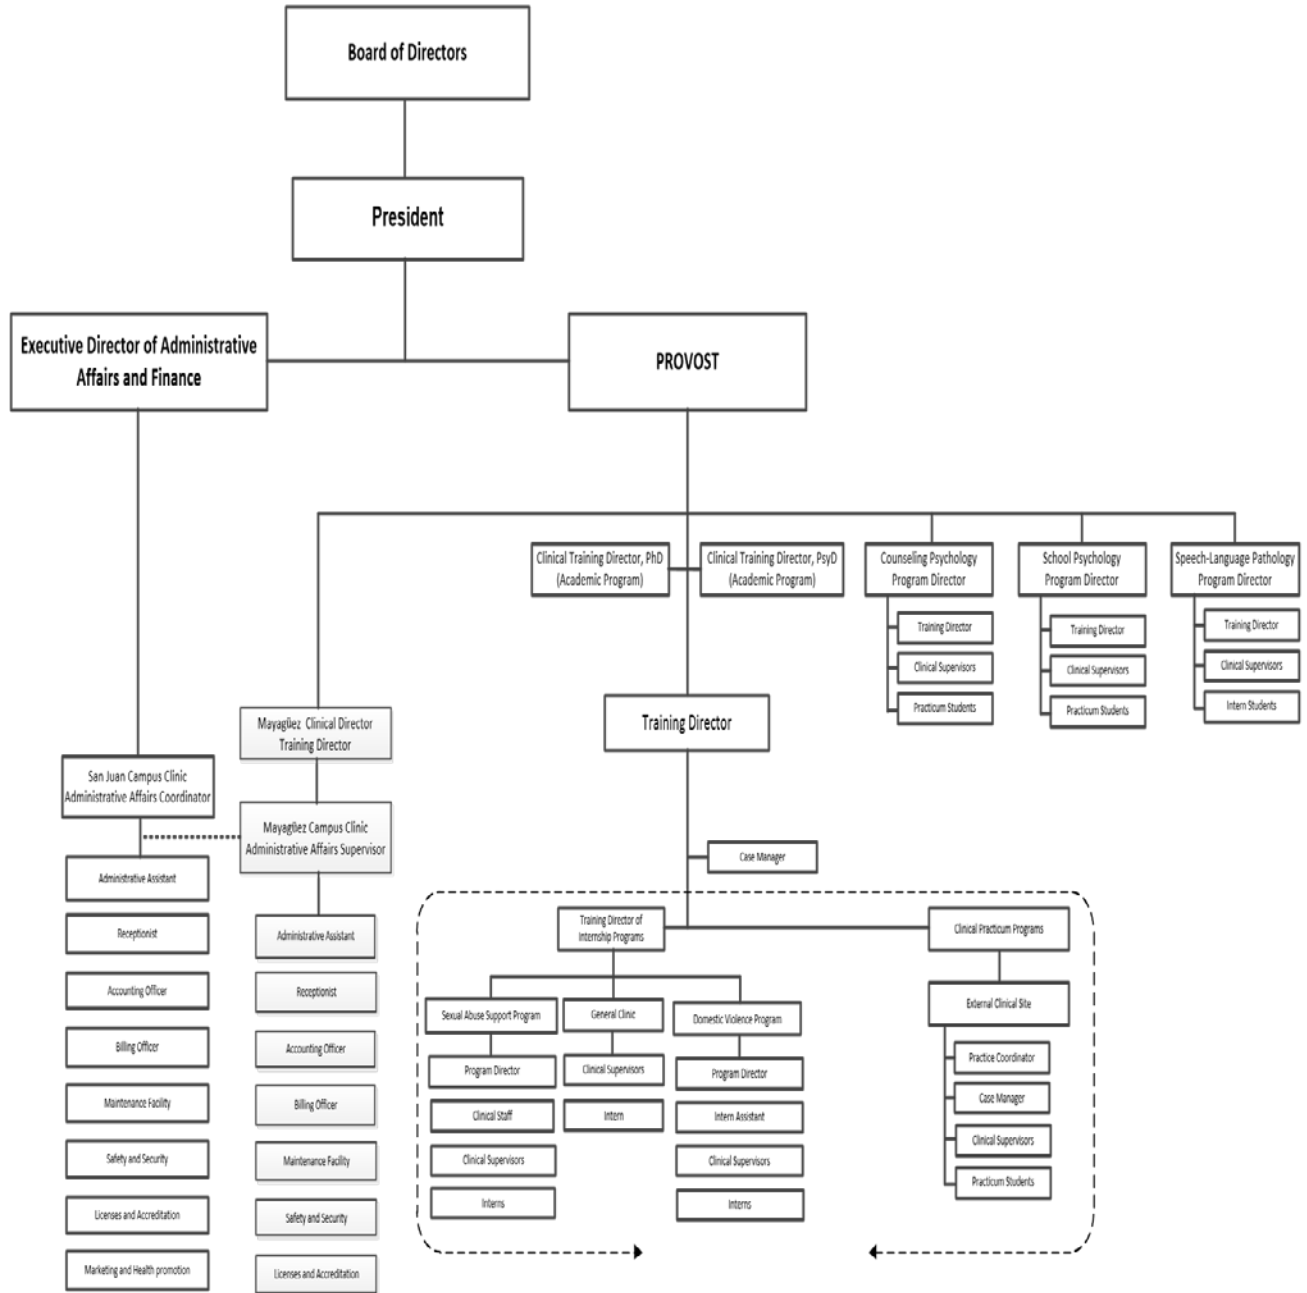 Board of Directors
President
Executive Director of Administrative
Affairs and Finance
PROVOST
Clinical Training Director, PhD
(Academic Program)
Clinical Training Director, PsyD
(Academic Program)
Counseling Psychology
Program Director
School Psychology
Program Director
Speech-Language Pathology
Program Director
Training Director
Clinical Supervisors
Practicum Students
Training Director
Clinical Supervisors
Practicum Students
Training Director
Clinical Supervisors
Intern Students
Training Director
Mayagüez Clinical Director
Training Director
San Juan Campus Clinic
Administrative Affairs Coordinator
Mayagüez Campus Clinic
Administrative Affairs Supervisor
Case Manager
Administrative Assistant
Receptionist
Accounting Officer
Billing Officer
Maintenance Facility
Safety and Security
Licenses and Accreditation
Marketing and Health promotion
Administrative Assistant
Receptionist
Accounting Officer
Billing Officer
Maintenance Facility
Safety and Security
Licenses and Accreditation
Training Director of
Internship Programs
Clinical Practicum Programs
Sexual Abuse Support Program
Program Director
Clinical Staff
Clinical Supervisors
Interns
General Clinic
Clinical Supervisors
Intern
Domestic Violence Program
Program Director
Intern Assistant
Clinical Supervisors
Interns
External Clinical Site
Practice Coordinator
Case Manager
Clinical Supervisors
Practicum Students